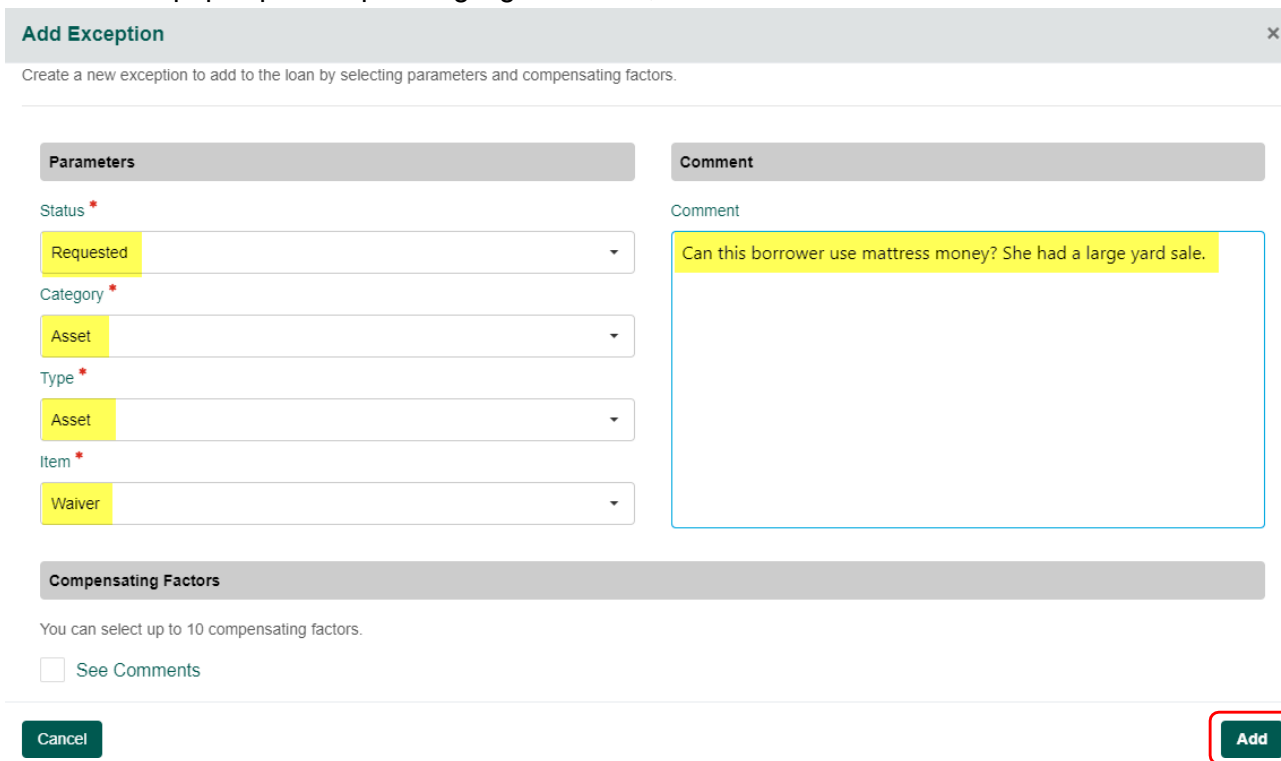 Add Exception
×
Create a new exception to add to the loan by selecting parameters and compensating factors.
Parameters
Status *
Requested
Category *
Asset
Type *
Asset
Item *
Waiver
Comment
Comment
Can this borrower use mattress money? She had a large yard sale.
Compensating Factors
You can select up to 10 compensating factors.
See Comments
Cancel
Add